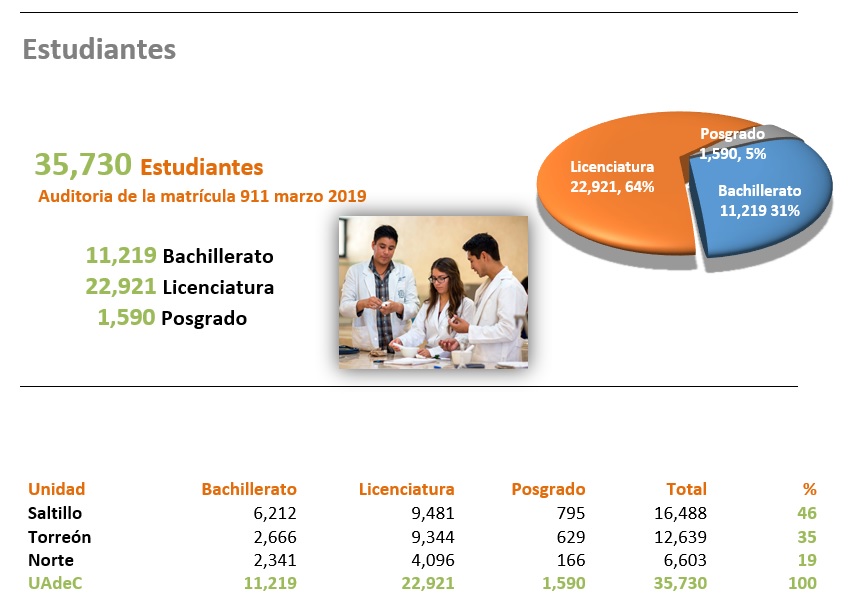 Estudiantes
35,730 Estudiantes
Auditoria de la matrícula 911 marzo 2019
11,219 Bachillerato
22,921 Licenciatura
1,590 Posgrado
Posgrado
1,590, 5%
Licenciatura
22,921, 64%
Bachillerato
11,219 31%
Unidad Bachillerato Licenciatura Posgrado Total %
Saltillo 6,212 9,481 795 16,488 46
Torreón 2,666 9,344 629 12,639 35
Norte 2,341 4,096 166 6,603 19
UAdeC 11,219 22,921 1,590 35,730 100